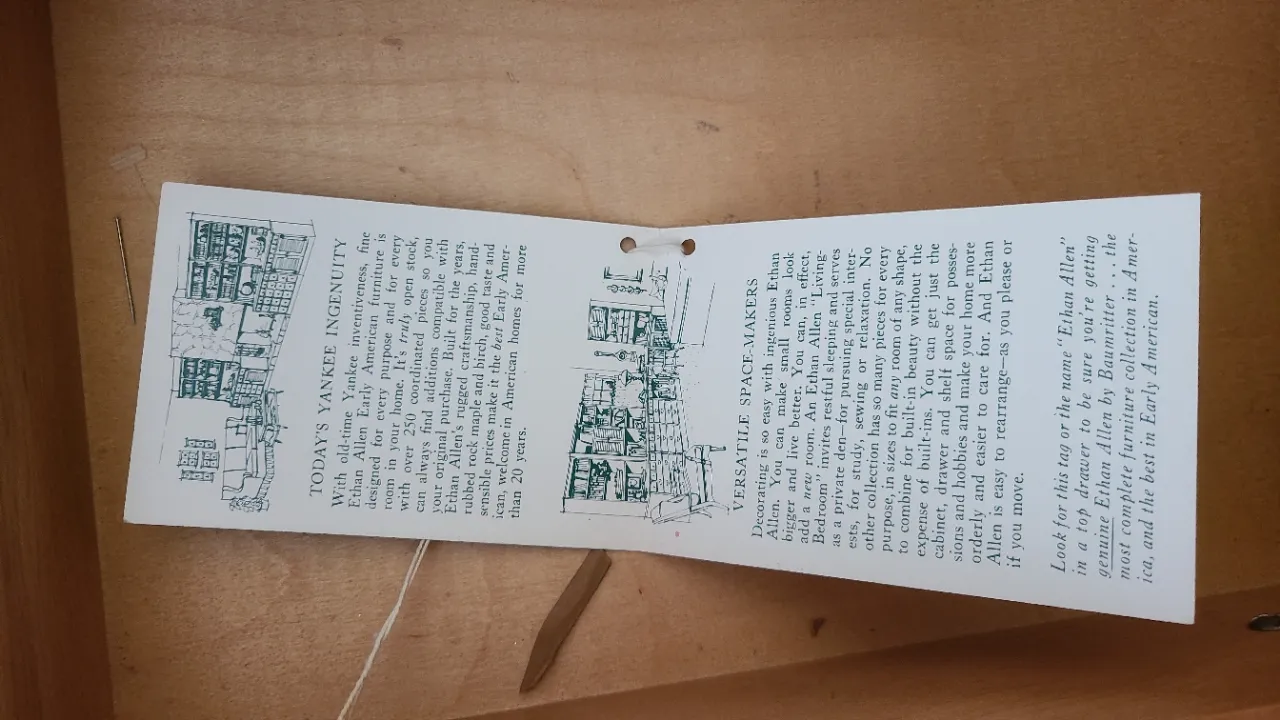 TODAY'S YANKEE INGENUITY
With old-time Yankee inventiveness, fine
Ethan Allen Early American furniture is
designed for every purpose and for every
room in your home. It's truly open stock,
with over 250 coordinated pieces so you
can always find additions compatible with
your original purchase. Built for the years,
Ethan Allen's rugged craftsmanship, hand-
rubbed rock maple and birch, good taste and
sensible prices make it the best Early Amer-
ican, welcome in American homes for more
than 20 years.
VERSATILE SPACE-MAKERS
Decorating is so easy with ingenious Ethan
Allen. You can make small rooms look
bigger and live better. You can, in effect,
add a new room. An Ethan Allen "Living-
Bedroom" invites restful sleeping and serves
as a private den—for pursuing special inter-
ests, for study, sewing or relaxation. No
other collection has so many pieces for every
purpose, in sizes to fit any room of any shape,
to combine for built-in beauty without the
expense of built-ins. You can get just the
cabinet, drawer and shelf space for posses-
sions and hobbies and make your home more
orderly and easier to care for. And Ethan
Allen is easy to rearrange—as you please or
if you move.
Look for this tag or the name "Ethan Allen"
in a top drawer to be sure you're getting
genuine Ethan Allen by Baumritter . . . the
most complete furniture collection in Amer-
ica, and the best in Early American.